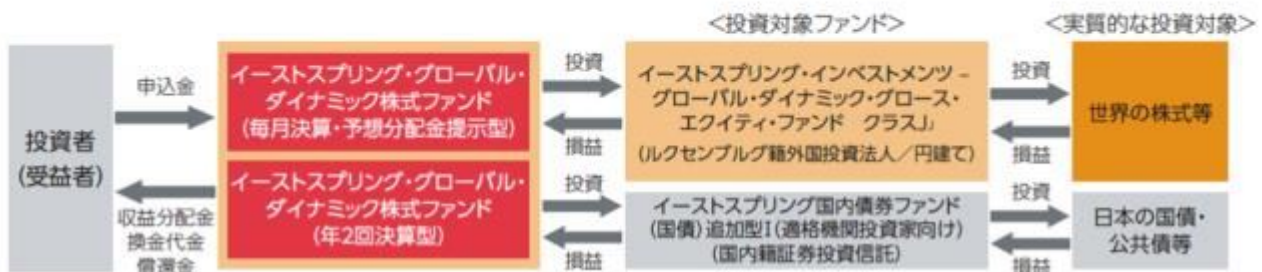 <投資対象ファンド>
<実質的な投資対象>
投資者
(受益者)
申込金
収益分配金
換金代金
償還金
イーストスプリング・グローバル・
ダイナミック株式ファンド
(毎月決算・予想分配金提示型)
イーストスプリング・グローバル・
ダイナミック株式ファンド
(年2回決算型)
投資
損益
投資
損益
イーストスプリング・インベストメンツ –
グローバル・ダイナミック・グロース・
エクイティ・ファンド クラスJ」
(ルクセンブルグ籍外国投資法人/円建て)
イーストスプリング国内債券ファンド
(国債)追加型I(適格機関投資家向け)
(国内籍証券投資信託)
投資
損益
投資
損益
世界の株式等
日本の国債・
公共債等